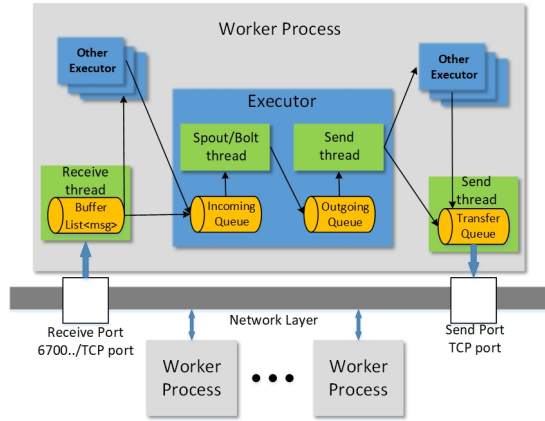 Worker Process
Other
Executor
Other
Executor
Executor
Spout/Bolt
thread
Send
thread
Receive
thread
Buffer
List<msg>
Incoming
Queue
Outgoing
Queue
Send
thread
Transfer
Queue
Receive Port
6700../TCP port
Network Layer
Send Port
TCP port
Worker
Process
Worker
Process